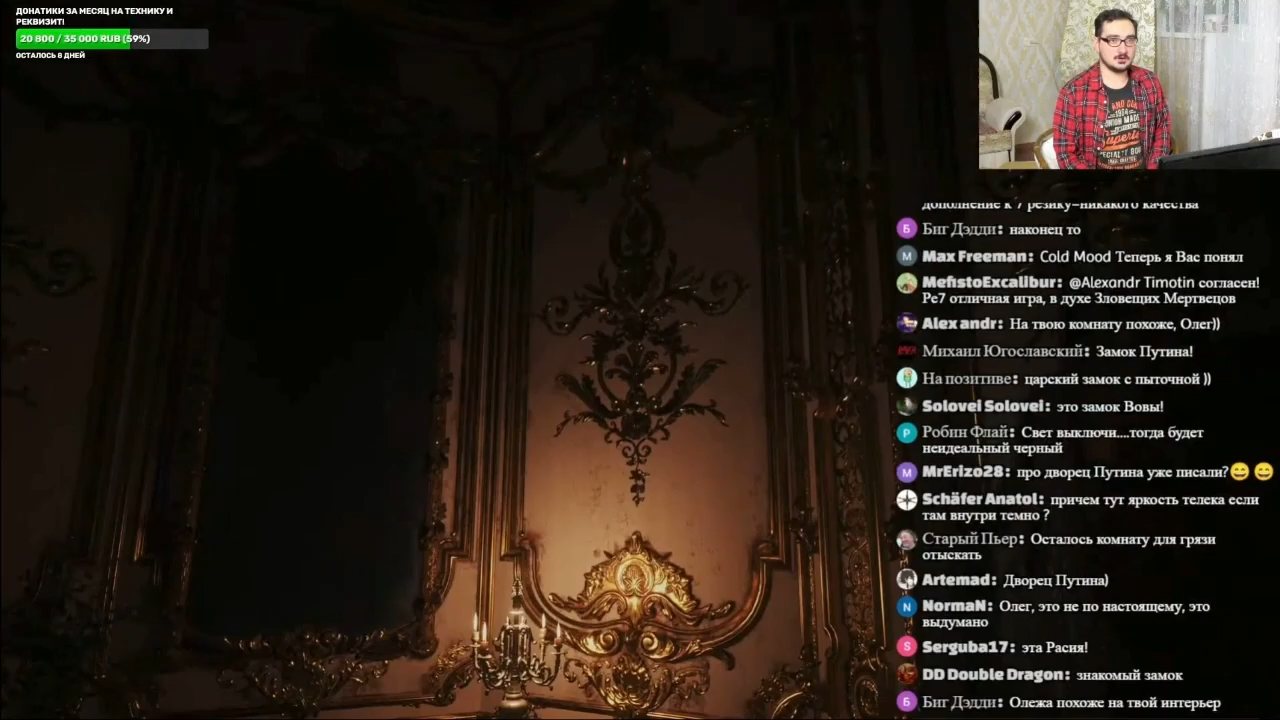 ДОНАТИКИ ЗА МЕСЯЦ НА ТЕХНИКУ И
РЕКВИЗИТ!
20 800 / 35 000 RUB (59%)
ОСТАЛОСЬ 8 ДНЕЙ
AND COR
1984
Superio
SPECIALTY DO
дополнение к 7 резику-никакого качества
Биг Дэдди: наконец то
Max Freeman: Cold Mood Теперь я Вас понял
MefistoExcalibur: @Alexandr Timotin согласен!
Ре7 отличная игра, в духе Зловещих Мертвецов
Alex andr: На твою комнату похоже, Олег))
Михаил Югославский: Замок Путина!
На позитиве: царский замок с пыточной ))
Solovei Solovei: это замок Вовы!
Робин Флай: Свет выключи....тогда будет
неидеальный черный
MrErizo28: про дворец Путина уже писали?😄 😄
Schäfer Anatol: причем тут яркость телека если
там внутри темно ?
Старый Пьер: Осталось комнату для грязи
отыскать
Artemad: Дворец Путина)
NormaN: Олег, это не по настоящему, это
выдумано
Serguba17: эта Расия!
DD Double Dragon: знакомый замок
Биг Дэдди: Олежа похоже на твой интерьер